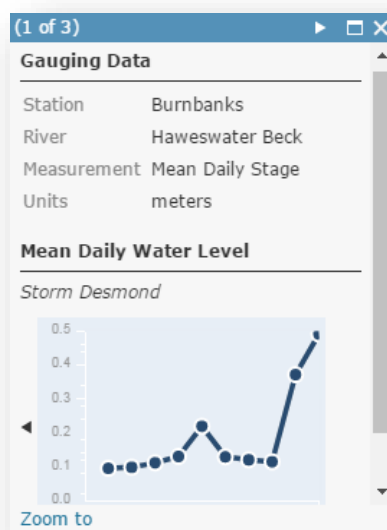 (1 of 3)
Gauging Data
Station Burnbanks
River Haweswater Beck
Measurement Mean Daily Stage
Units meters
Mean Daily Water Level
Storm Desmond
0.5
0.4
0.3
0.2
0.1
0.0
Zoom to